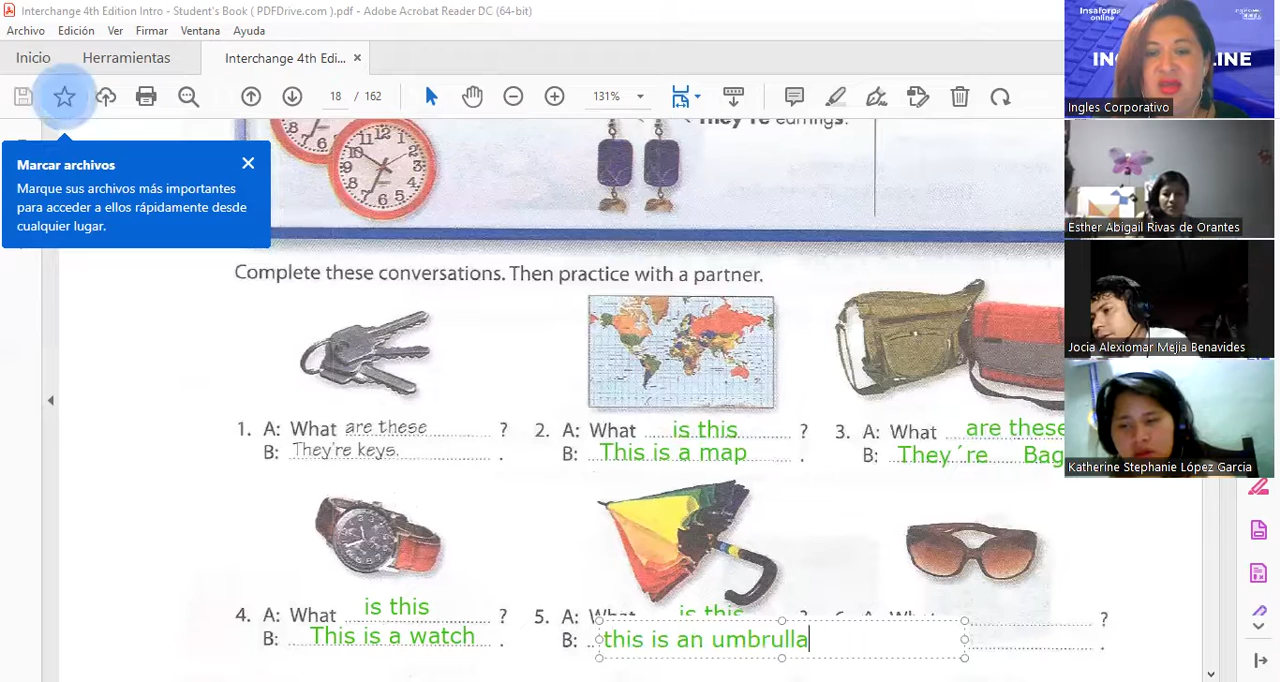 Interchange 4th Edition Intro - Student's Book ( PDFDrive.com ).pdf - Adobe Acrobat Reader DC (64-bit)
Archivo Edición Ver Firmar Ventana Ayuda
Inicio Herramientas Interchange 4th Edi... ×
18 / 162 131%
Marcar archivos
Marque sus archivos más importantes
para acceder a ellos rápidamente desde
cualquier lugar.
They're earrings.
Complete these conversations. Then practice with a partner.
1. A: What are these ?
B: They're keys. .
2. A: What is this ?
B: This is a map .
3. A: What are these
B: They´re Bag
4. A: What is this ?
B: This is a watch .
5. A: What is this ?
B: this is an umbrulla
6. A: What ?
.
Insaforp
online
Ingles Corporativo
Esther Abigail Rivas de Orantes
Jocia Alexiomar Mejia Benavides
Katherine Stephanie López Garcia